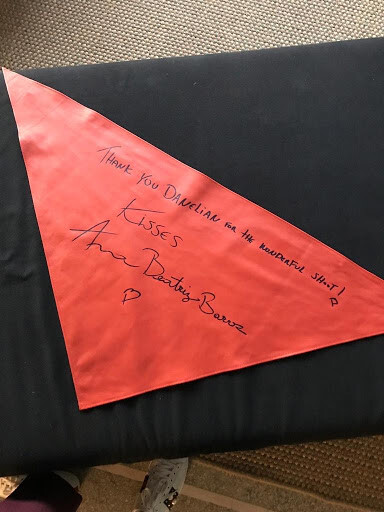 THANK YOU DANELIAN FOR THE WONDERFUL SHOOT!
KISSES
Ana Beatriz Barros